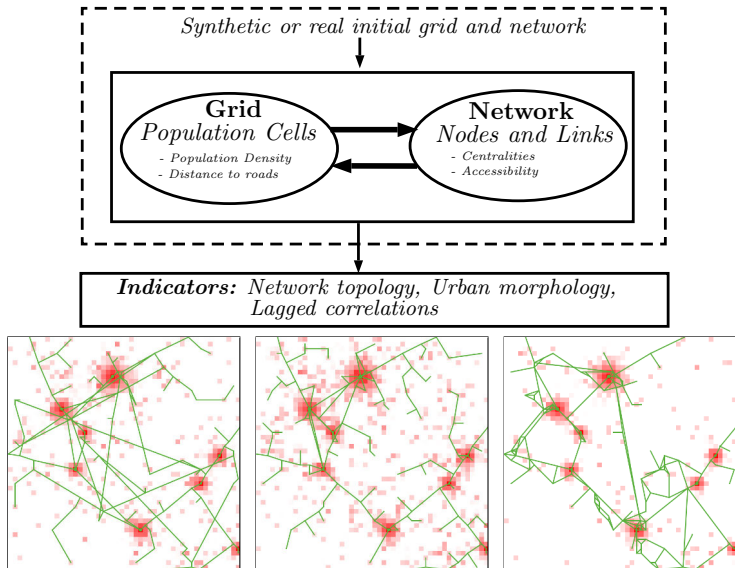 Synthetic or real initial grid and network
Grid
Population Cells
- Population Density
- Distance to roads
Network
Nodes and Links
- Centralities
- Accessibility
Indicators: Network topology, Urban morphology,
Lagged correlations